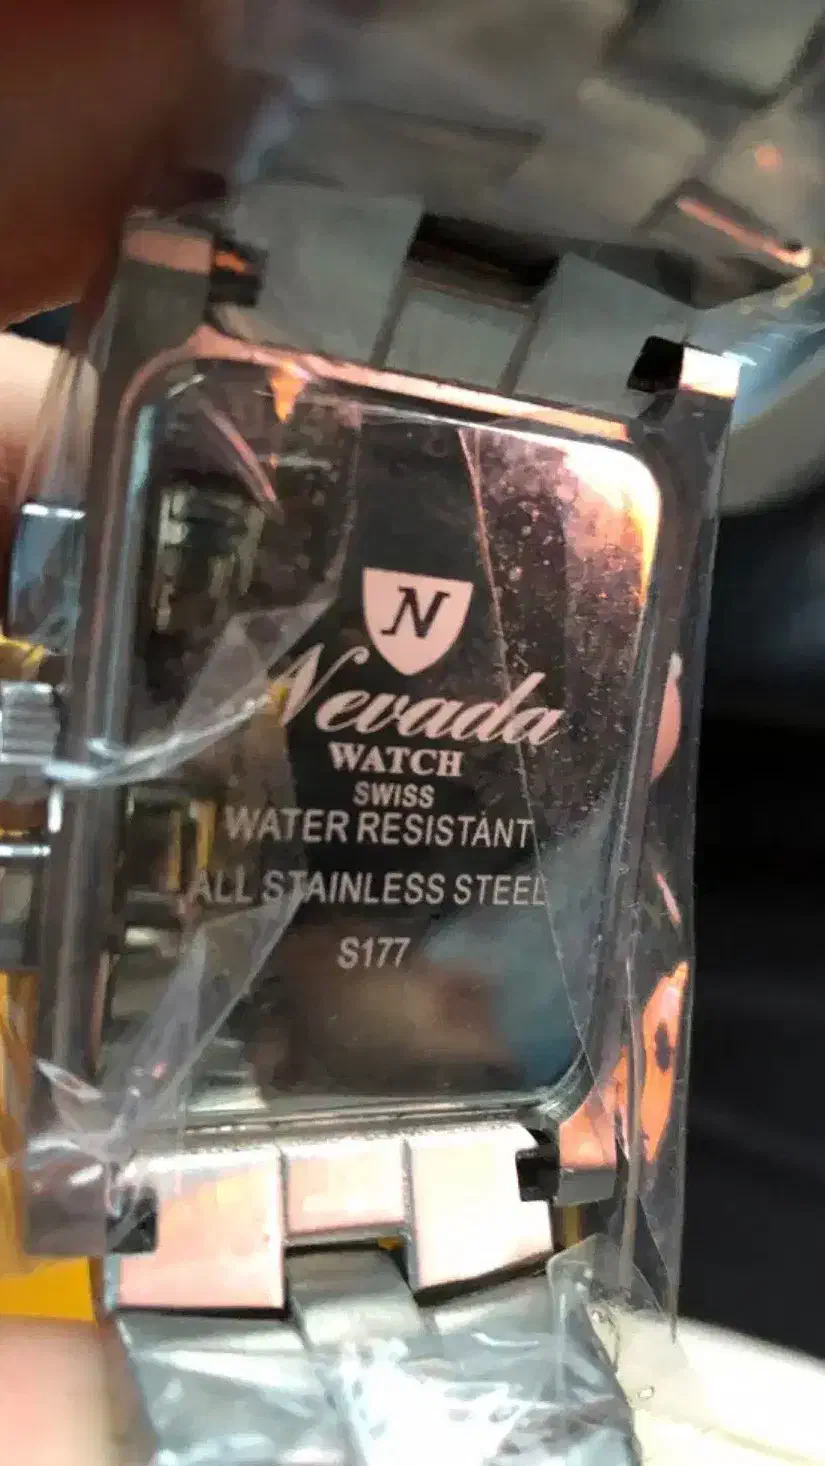 N
Nevada
WATCH
SWISS
WATER RESISTANT
ALL STAINLESS STEEL
S177